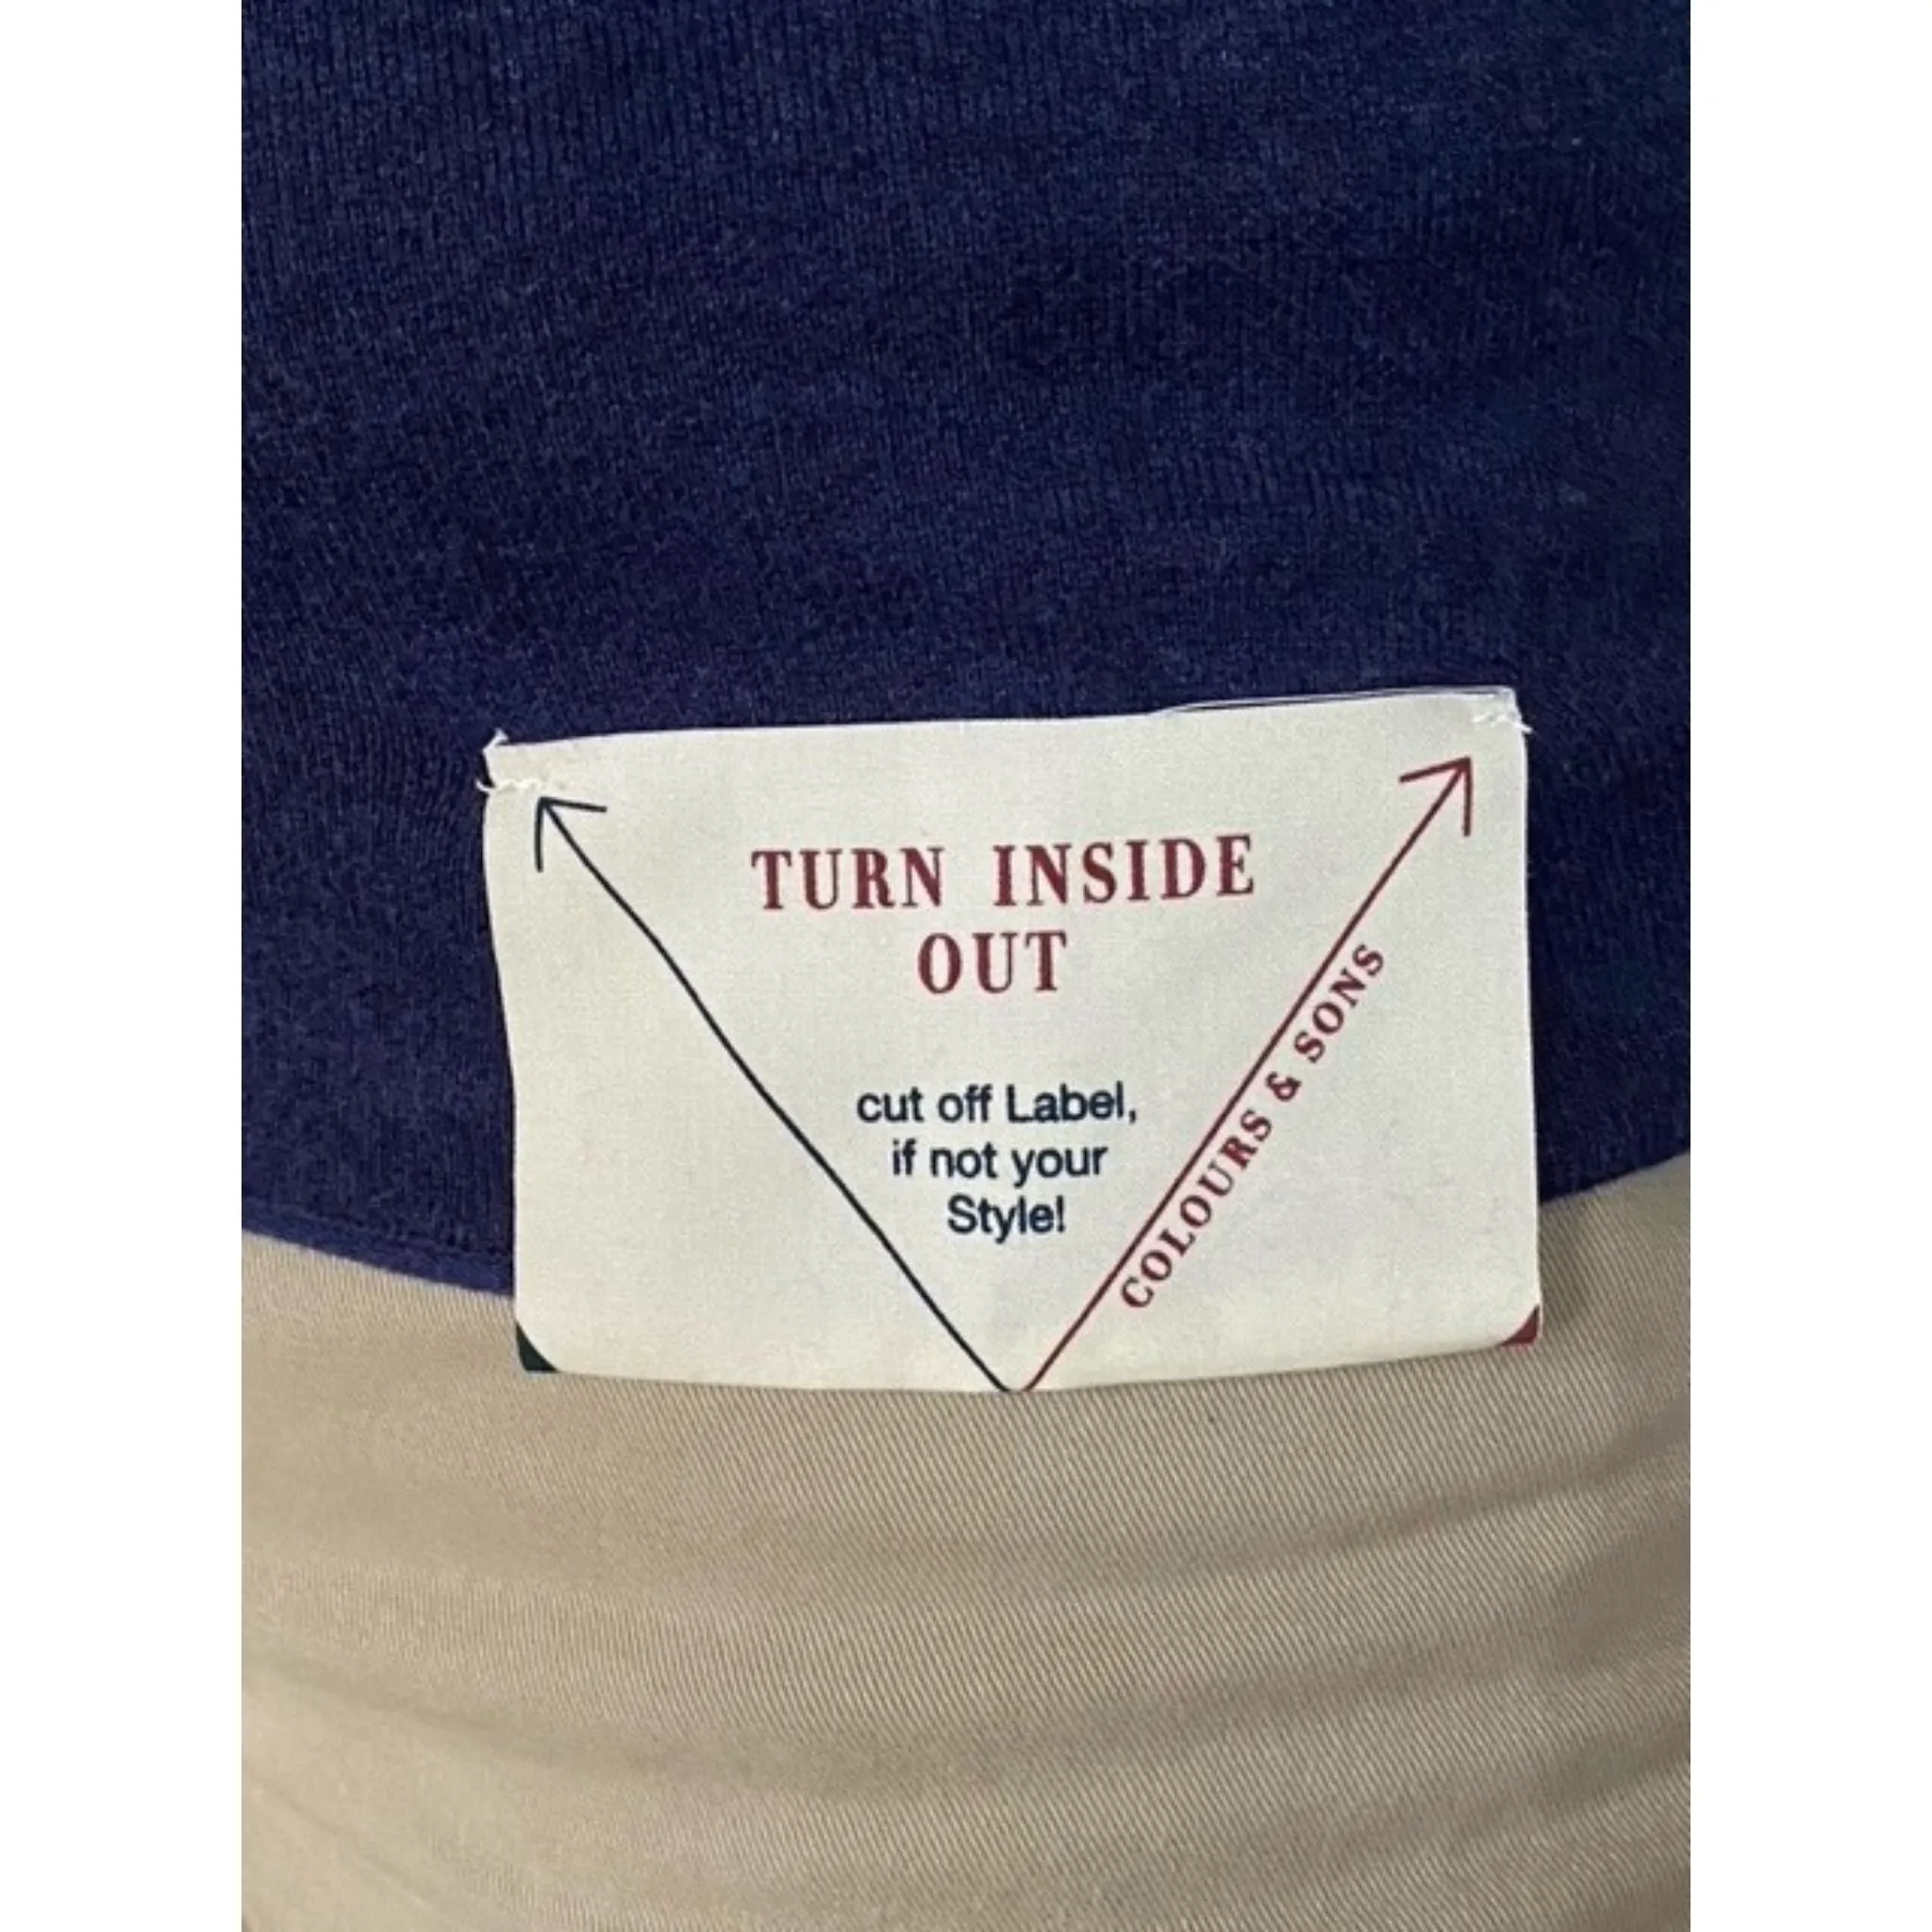 TURN INSIDE
OUT
cut off Label,
if not your
Style!
COLOURS & SONS